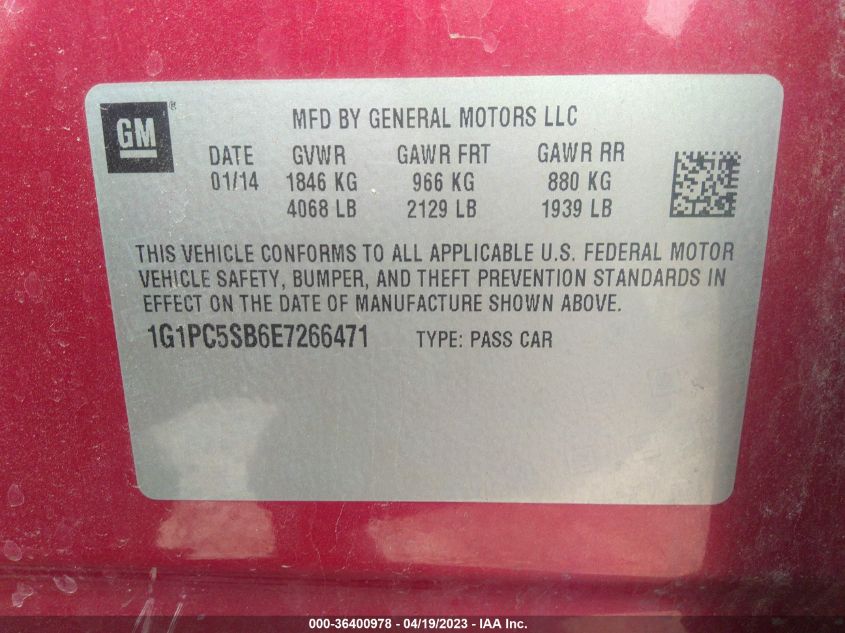 GM®
MFD BY GENERAL MOTORS LLC
DATE GVWR GAWR FRT GAWR RR
01/14 1846 KG 966 KG 880 KG
4068 LB 2129 LB 1939 LB
THIS VEHICLE CONFORMS TO ALL APPLICABLE U.S. FEDERAL MOTOR
VEHICLE SAFETY, BUMPER, AND THEFT PREVENTION STANDARDS IN
EFFECT ON THE DATE OF MANUFACTURE SHOWN ABOVE.
1G1PC5SB6E7266471 TYPE: PASS CAR
000-36400978 - 04/19/2023 - IAA Inc.